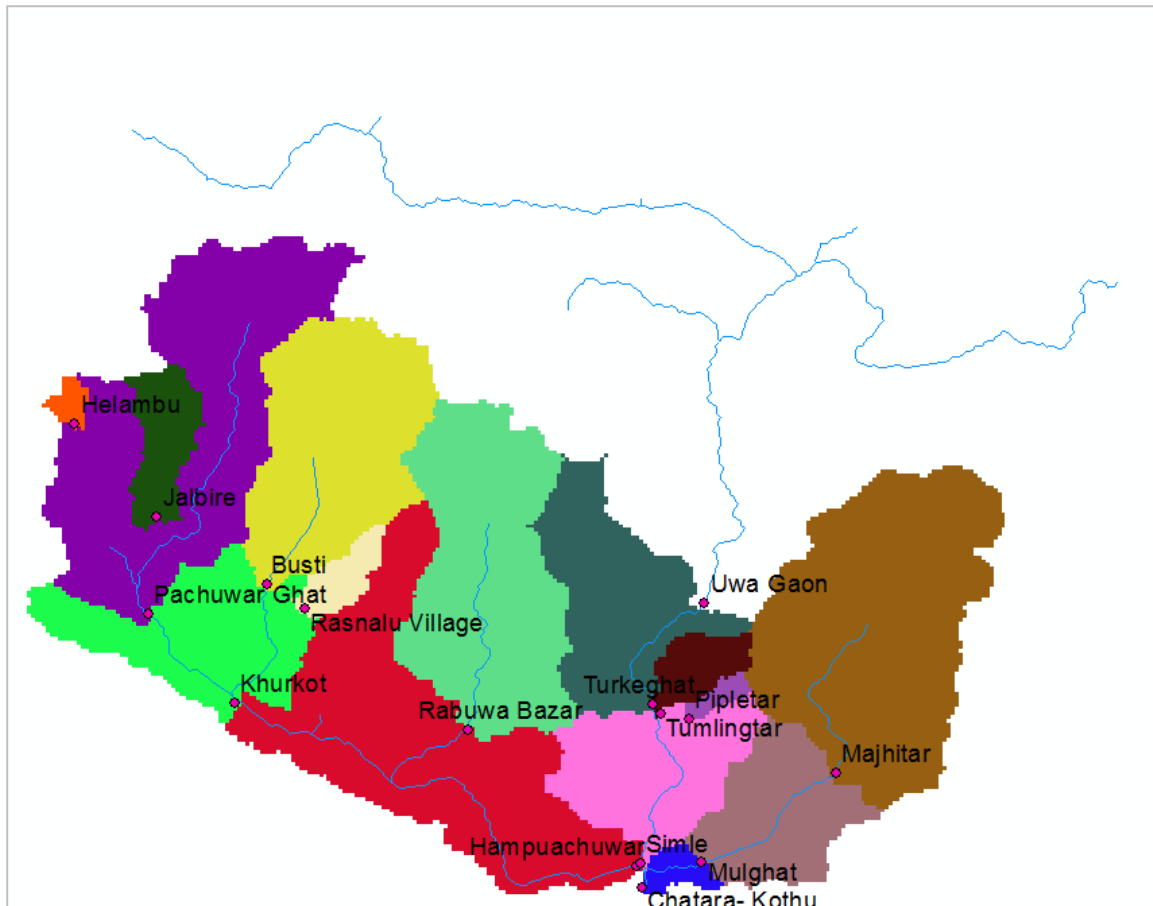 Helambu
Jalbire
Busti
Uwa Gaon
Pachuwar Ghat
Rasnalu Village
Khurkot
Turkeghat
Pipletar
Rabuwa Bazar
Tumlingtar
Majhitar
Hampuachuwar
Simle
Mulghat
Chatara- Kothu